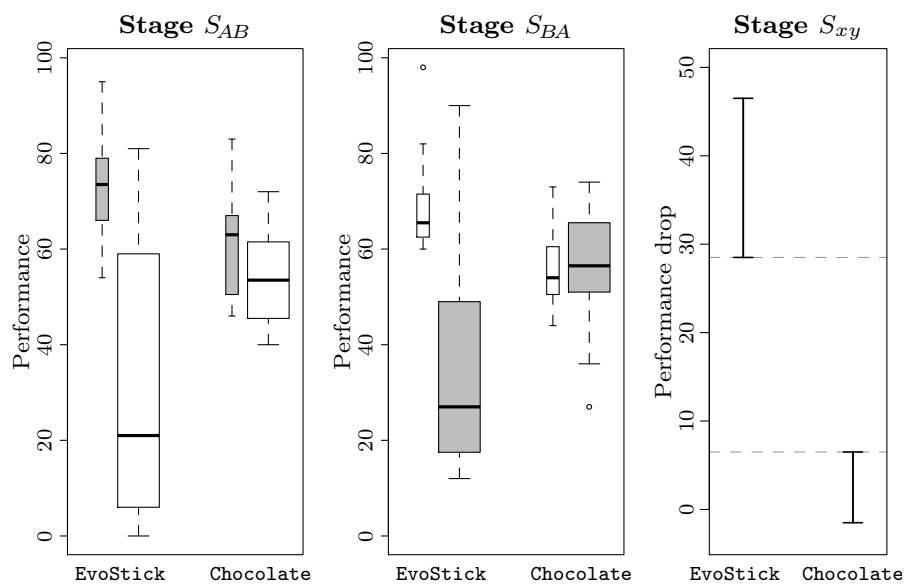 Stage S_AB
Performance
100
80
60
40
20
0
EvoStick Chocolate
Stage S_BA
Performance
100
80
60
40
20
0
EvoStick Chocolate
Stage S_xy
Performance drop
50
40
30
20
10
0
EvoStick Chocolate